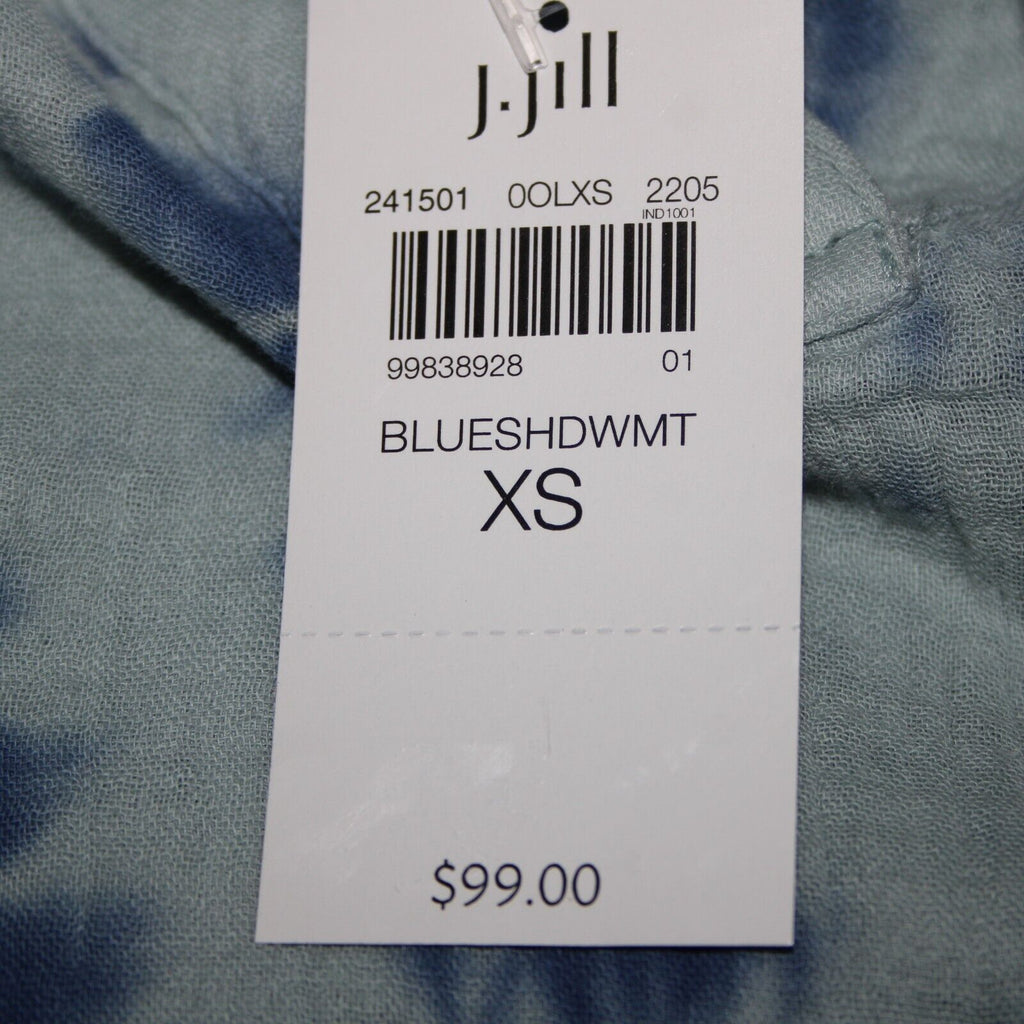 J.Jill
241501 0OLXS 2205
IND1001
99838928 01
BLUESHDWMT
XS
$99.00